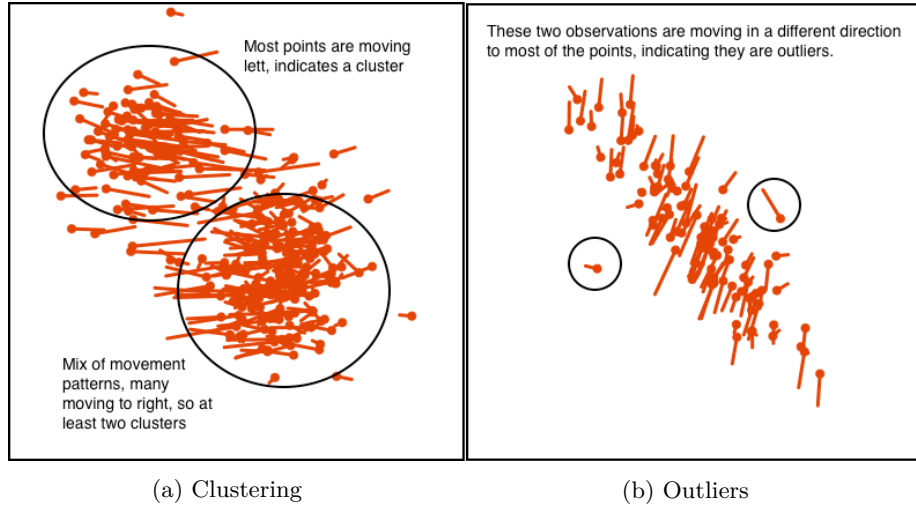 Most points are moving
left, indicates a cluster
Mix of movement
patterns, many
moving to right, so at
least two clusters
These two observations are moving in a different direction
to most of the points, indicating they are outliers.
(a) Clustering
(b) Outliers